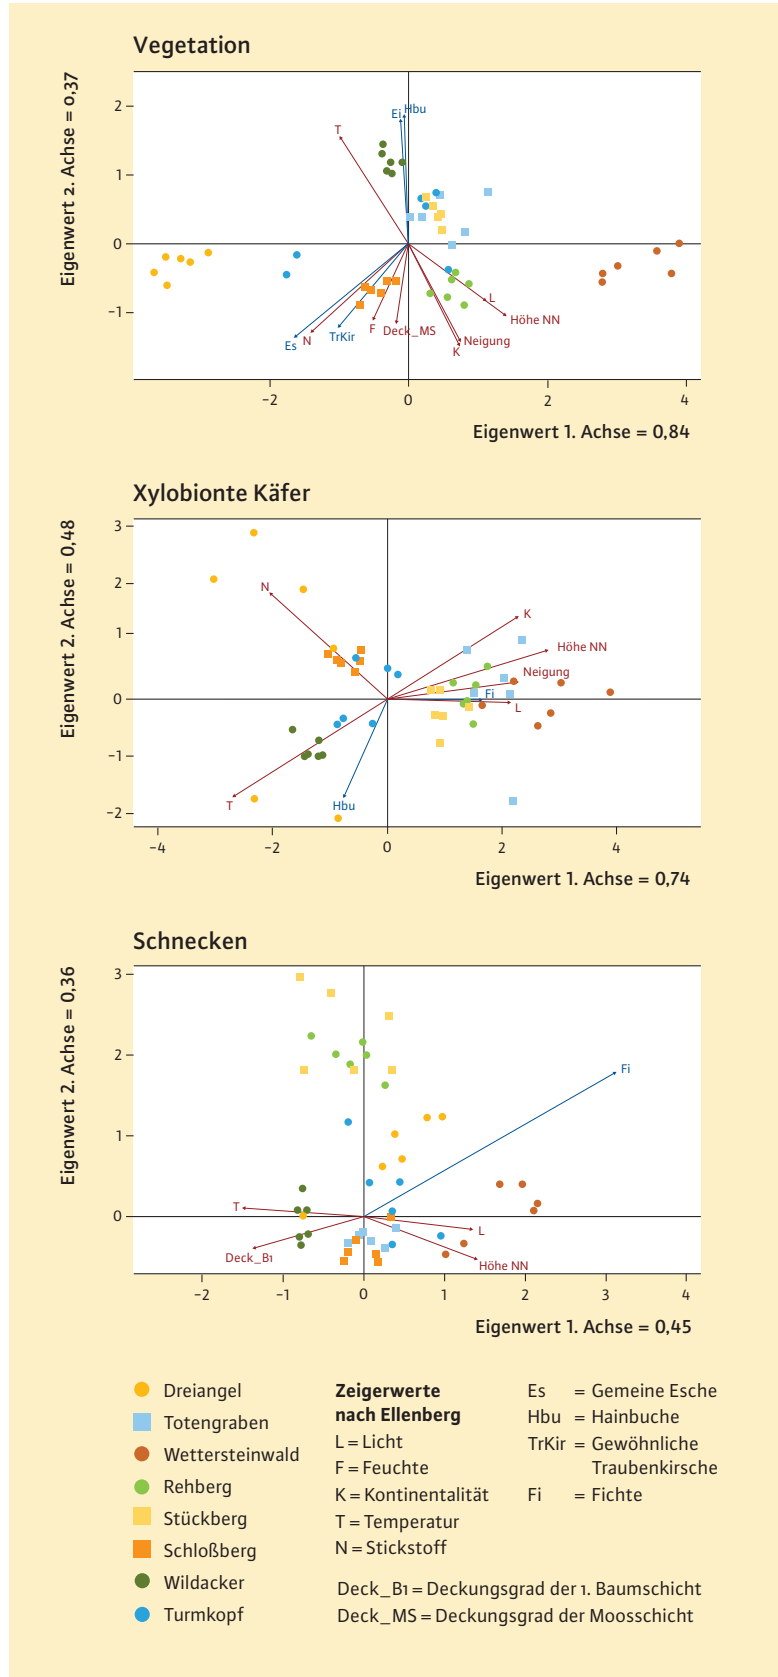 Vegetation
Eigenwert 2. Achse = 0,37
2
1
0
−1
Ei Hbu
T
L
Höhe NN
Neigung
K
Deck_MS
F
TrKir
N
Es
−2 0 2 4
Eigenwert 1. Achse = 0,84
Xylobionte Käfer
Eigenwert 2. Achse = 0,48
3
2
1
0
−1
−2
N
K
Höhe NN
Neigung
Fi
L
T
Hbu
−4 −2 0 2 4
Eigenwert 1. Achse = 0,74
Schnecken
Eigenwert 2. Achse = 0,36
3
2
1
0
Fi
T
L
Deck_B1
Höhe NN
−2 −1 0 1 2 3 4
Eigenwert 1. Achse = 0,45
Dreiangel
Totengraben
Wettersteinwald
Rehberg
Stückberg
Schloßberg
Wildacker
Turmkopf
Zeigerwerte
nach Ellenberg
L = Licht
F = Feuchte
K = Kontinentalität
T = Temperatur
N = Stickstoff
Es = Gemeine Esche
Hbu = Hainbuche
TrKir = Gewöhnliche
Traubenkirsche
Fi = Fichte
Deck_B1 = Deckungsgrad der 1. Baumschicht
Deck_MS = Deckungsgrad der Moosschicht